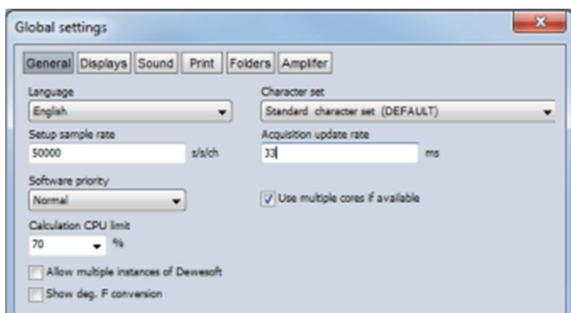 Global settings
General Displays Sound Print Folders Amplifer
Language Character set
English Standard character set (DEFAULT)
Setup sample rate Acquisition update rate
50000 s/s/ch 33 ms
Software priority
Normal Use multiple cores if available
Calculation CPU limit
70 %
Allow multiple instances of Dewesoft
Show deg. F conversion